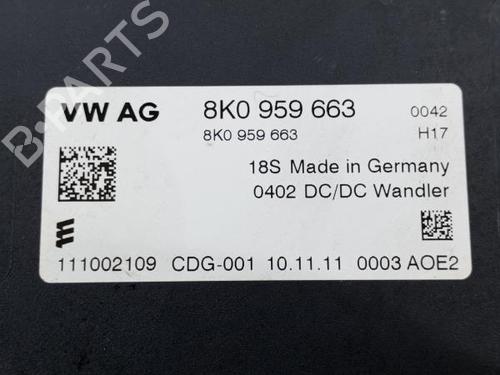 VW AG 8K0 959 663 0042
8K0 959 663 H17
18S Made in Germany
0402 DC/DC Wandler
111002109 CDG-001 10.11.11 0003 AOE2
B-PARTS